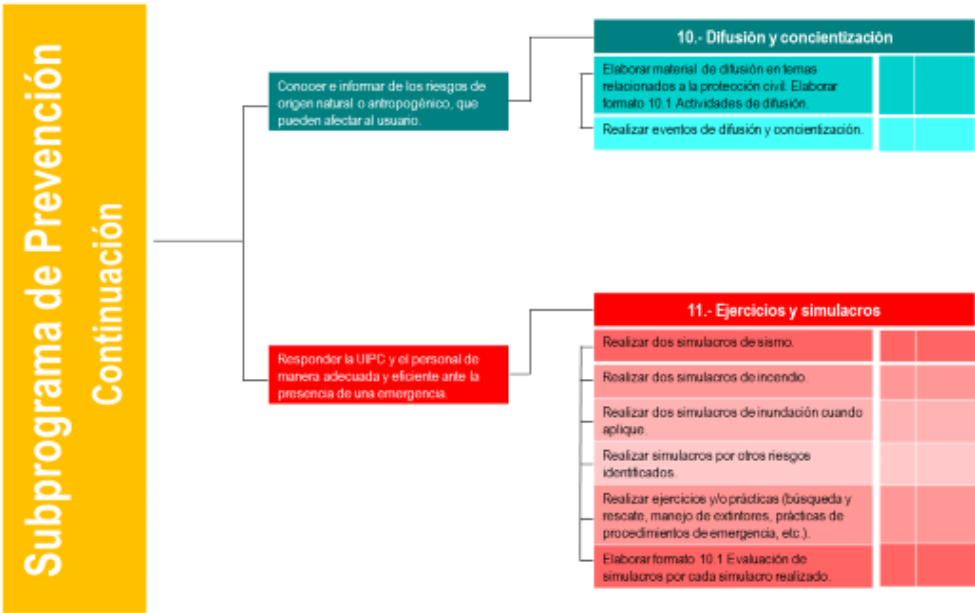 Subprograma de Prevención
Continuación
Conocer e informar de los riesgos de
origen natural o antropogénico, que
pueden afectar al usuario.
10.- Difusión y concientización
Elaborar material de difusión en temas
relacionados a la protección civil. Elaborar
formato 10.1 Actividades de difusión.
Realizar eventos de difusión y concientización.
Responder la UIPC y el personal de
manera adecuada y eficiente ante la
presencia de una emergencia.
11.- Ejercicios y simulacros
Realizar dos simulacros de sismo.
Realizar dos simulacros de incendio.
Realizar dos simulacros de inundación cuando
aplique.
Realizar simulacros por otros riesgos
identificados.
Realizar ejercicios y/o prácticas (búsqueda y
rescate, manejo de extintores, prácticas de
procedimientos de emergencia, etc.).
Elaborar formato 10.1 Evaluación de
simulacros por cada simulacro realizado.